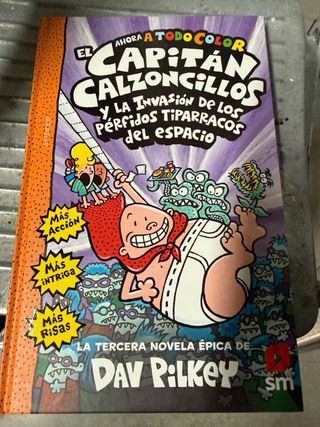 AHORA A TODO COLOR
EL
CAPITÁN
CALZONCILLOS
Y LA INVASIÓN DE LOS
PÉRFIDOS TIPARRACOS
DEL ESPACIO
MÁS
ACCIÓN
MÁS
INTRIGA
MÁS
RISAS
LA TERCERA NOVELA ÉPICA DE
DAV PILKEY
sm